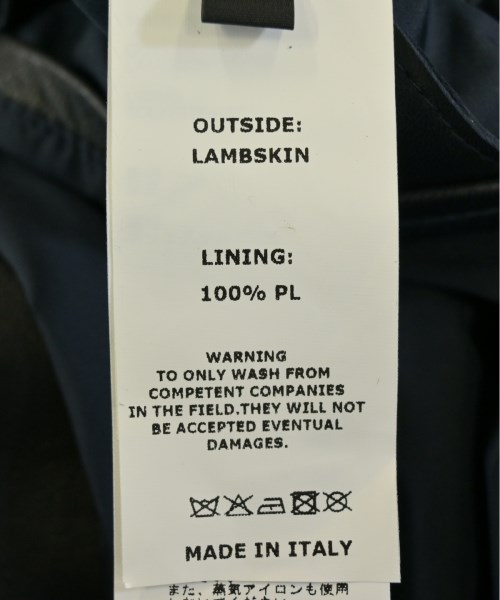 OUTSIDE:
LAMBSKIN
LINING:
100% PL
WARNING
TO ONLY WASH FROM
COMPETENT COMPANIES
IN THE FIELD.THEY WILL NOT
BE ACCEPTED EVENTUAL
DAMAGES.
MADE IN ITALY
また、蒸気アイロンも使用